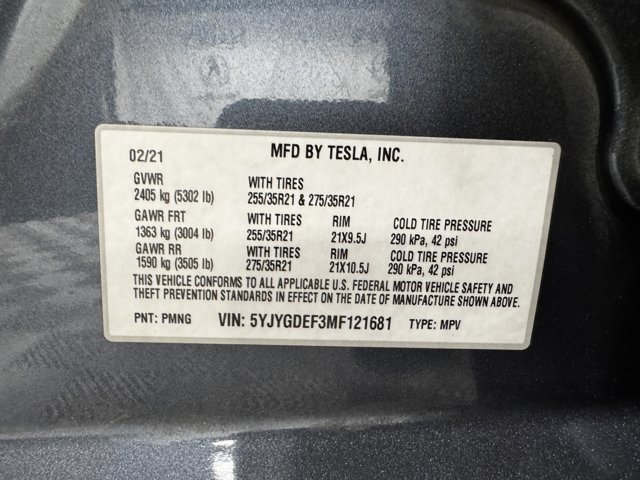 02/21 MFD BY TESLA, INC.
GVWR
2405 kg (5302 lb) WITH TIRES 255/35R21 & 275/35R21
GAWR FRT WITH TIRES RIM COLD TIRE PRESSURE
1363 kg (3004 lb) 255/35R21 21X9.5J 290 kPa, 42 psi
GAWR RR WITH TIRES RIM COLD TIRE PRESSURE
1590 kg (3505 lb) 275/35R21 21X10.5J 290 kPa, 42 psi
THIS VEHICLE CONFORMS TO ALL APPLICABLE U.S. FEDERAL MOTOR VEHICLE SAFETY AND
THEFT PREVENTION STANDARDS IN EFFECT ON THE DATE OF MANUFACTURE SHOWN ABOVE.
PNT: PMNG VIN: 5YJYGDEF3MF121681 TYPE: MPV